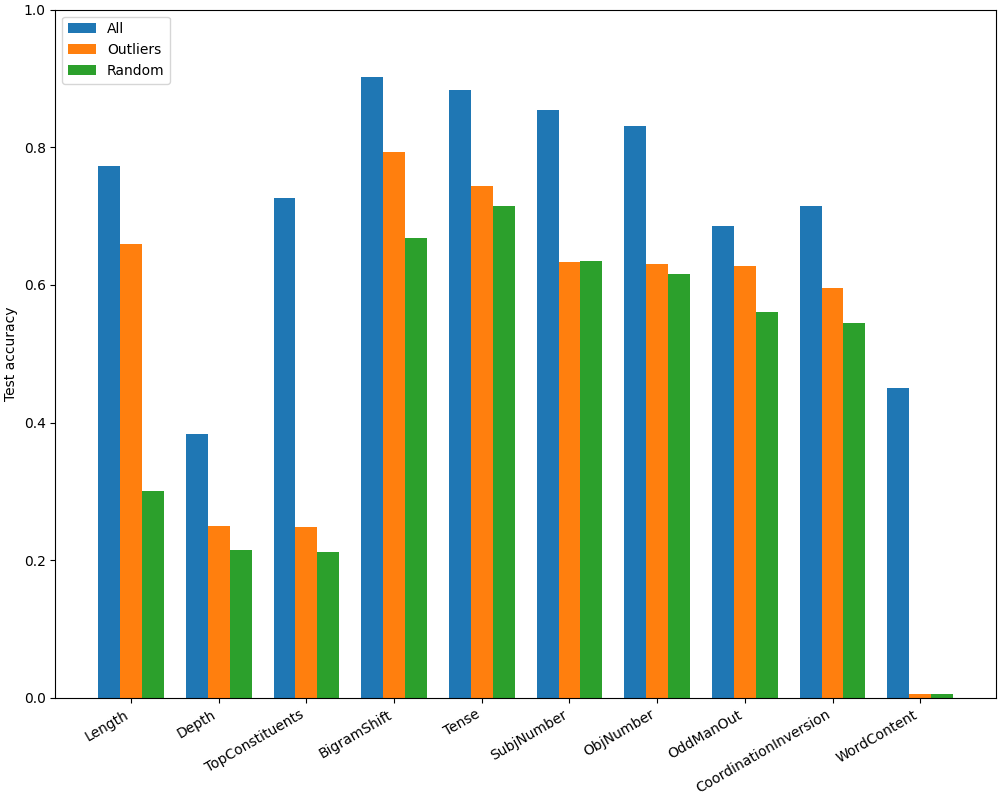 All
Outliers
Random
Test accuracy
1.0
0.8
0.6
0.4
0.2
0.0
Length
Depth
TopConstituents
BigramShift
Tense
SubjNumber
ObjNumber
OddManOut
CoordinationInversion
WordContent